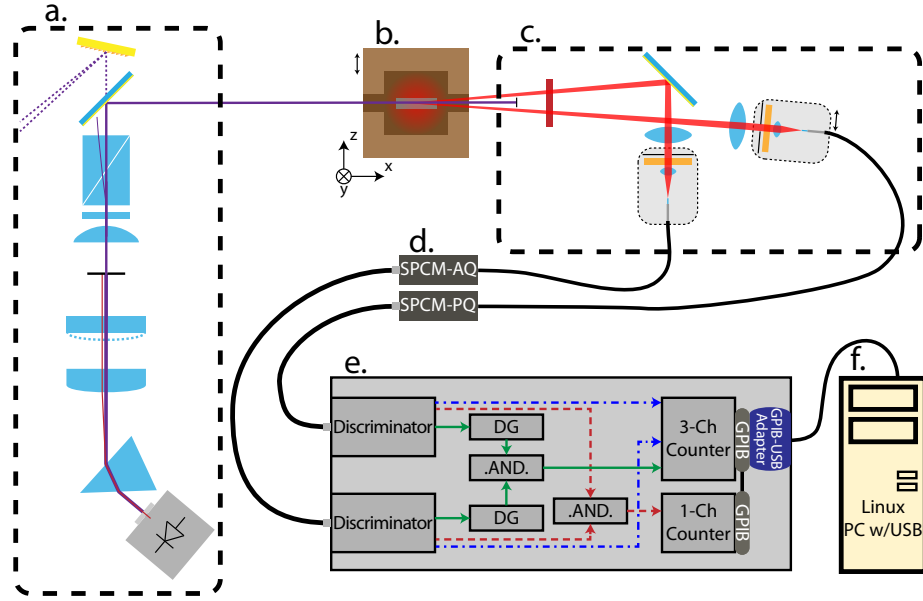 a.
b.
c.
z
x
y
d.
SPCM-AQ
SPCM-PQ
e.
f.
Discriminator
DG
.AND.
3-Ch
Counter
GPIB
GPIB-USB
Adapter
Discriminator
DG
.AND.
1-Ch
Counter
GPIB
Linux
PC w/USB